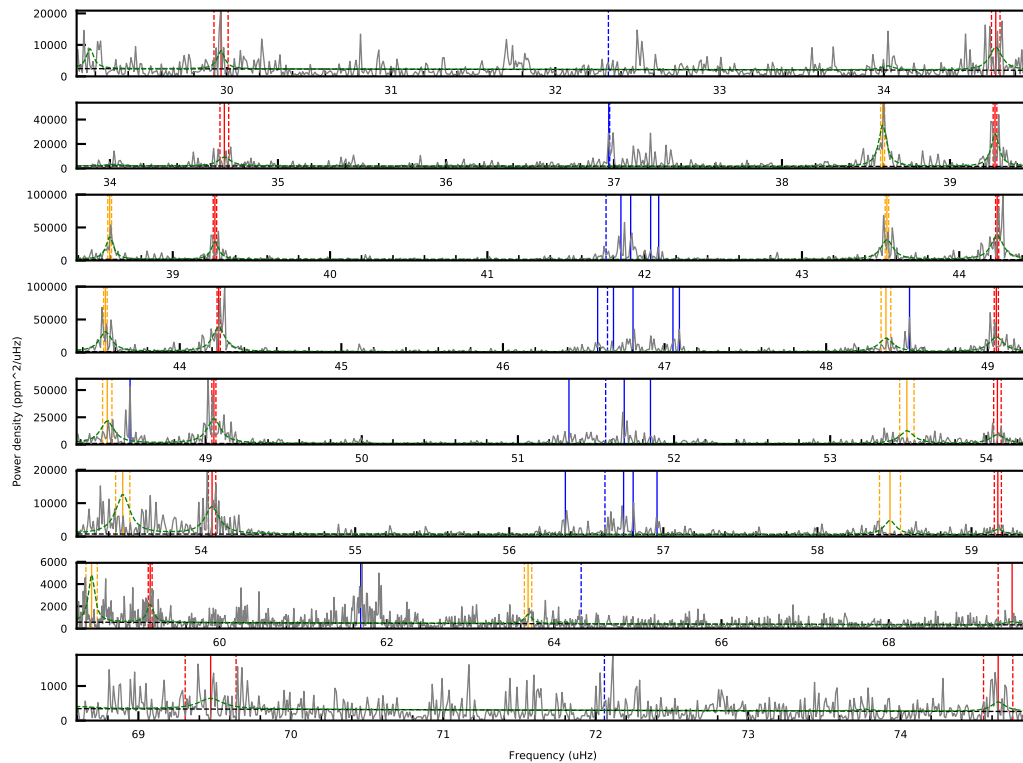 20000
10000
0
30 31 32 33 34
40000
20000
0
34 35 36 37 38 39
100000
50000
0
39 40 41 42 43 44
100000
50000
0
44 45 46 47 48 49
50000
25000
0
49 50 51 52 53 54
20000
10000
0
54 55 56 57 58 59
6000
4000
2000
0
60 62 64 66 68
1000
0
69 70 71 72 73 74
Power density (ppm^2/uHz)
Frequency (uHz)